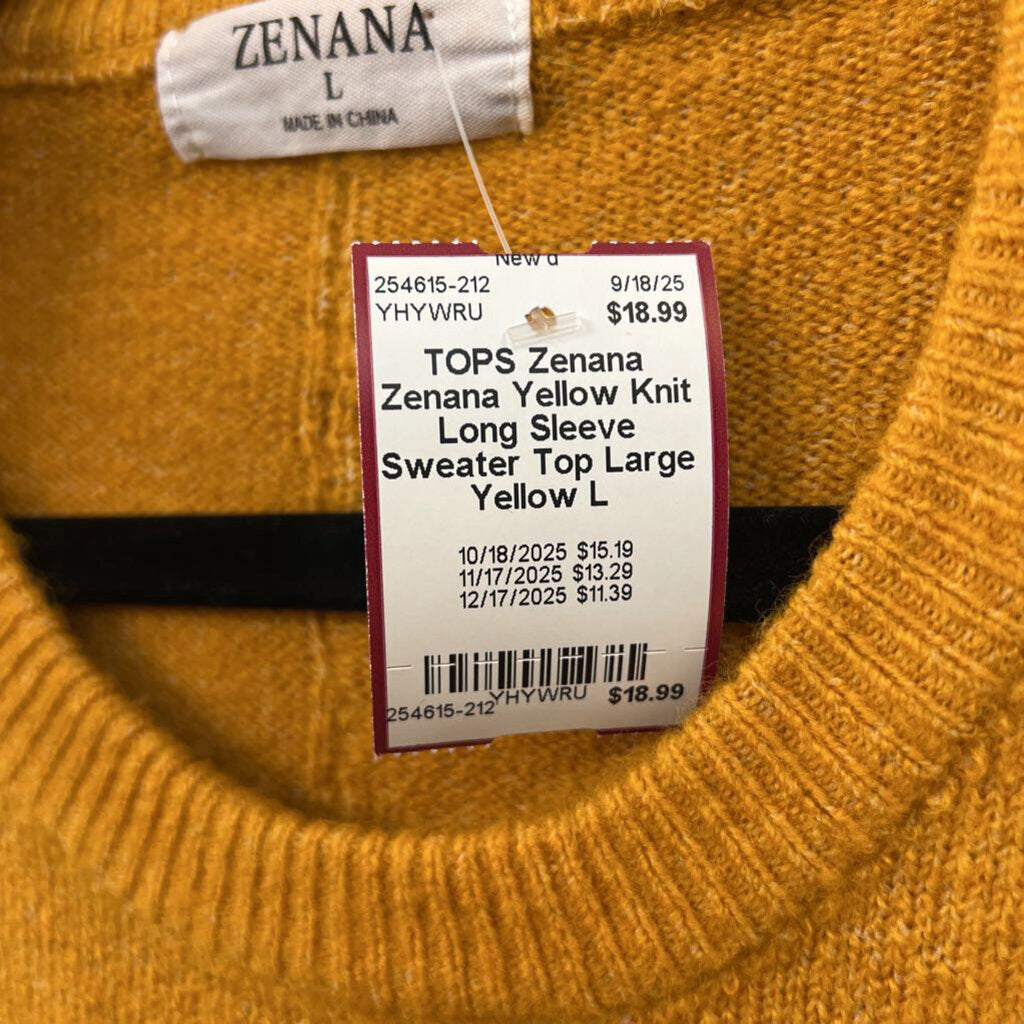 ZENANA
L
MADE IN CHINA
New
254615-212 9/18/25
YHYWRU $18.99
TOPS Zenana
Zenana Yellow Knit
Long Sleeve
Sweater Top Large
Yellow L
10/18/2025 $15.19
11/17/2025 $13.29
12/17/2025 $11.39
YHYWRU $18.99
254615-212